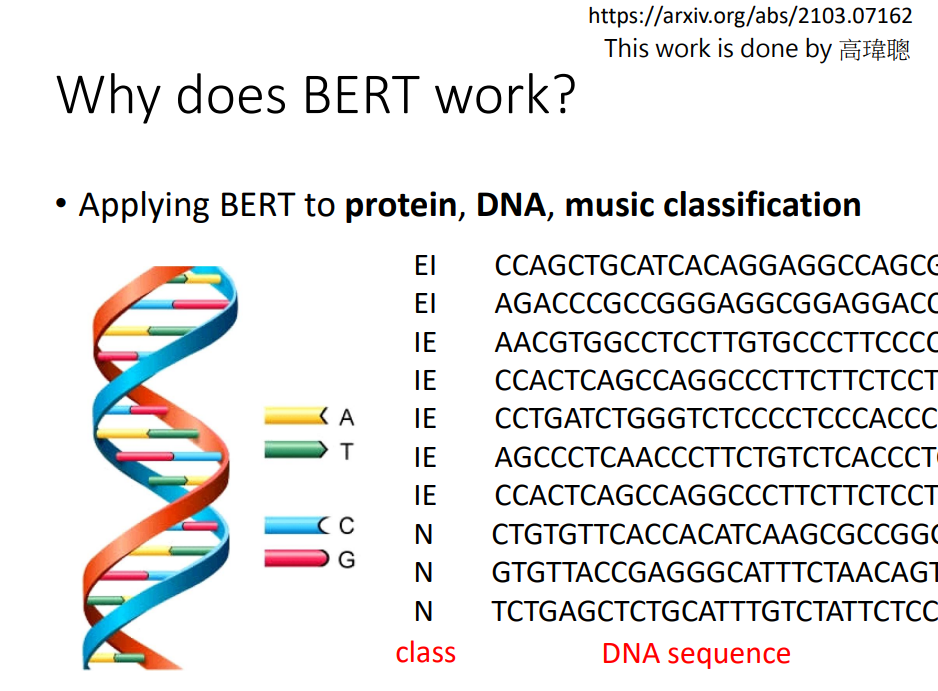 https://arxiv.org/abs/2103.07162
This work is done by 高瑋聰
Why does BERT work?
• Applying BERT to protein, DNA, music classification
A
T
C
G
EI CCAGCTGCATCACAGGAGGCCAGCG
EI AGACCCGCCGGGAGGCGGAGGACC
IE AACGTGGCCTCCTTGTGCCCTTCCCC
IE CCACTCAGCCAGGCCCTTCTTCTCCT
IE CCTGATCTGGGTCTCCCCTCCCACCC
IE AGCCCTCAACCCTTCTGTCTCACCCT
IE CCACTCAGCCAGGCCCTTCTTCTCCT
N CTGTGTTCACCACATCAAGCGCCGGG
N GTGTTACCGAGGGCATTTCTAACAGT
N TCTGAGCTCTGCATTTGTCTATTCTCC
class DNA sequence